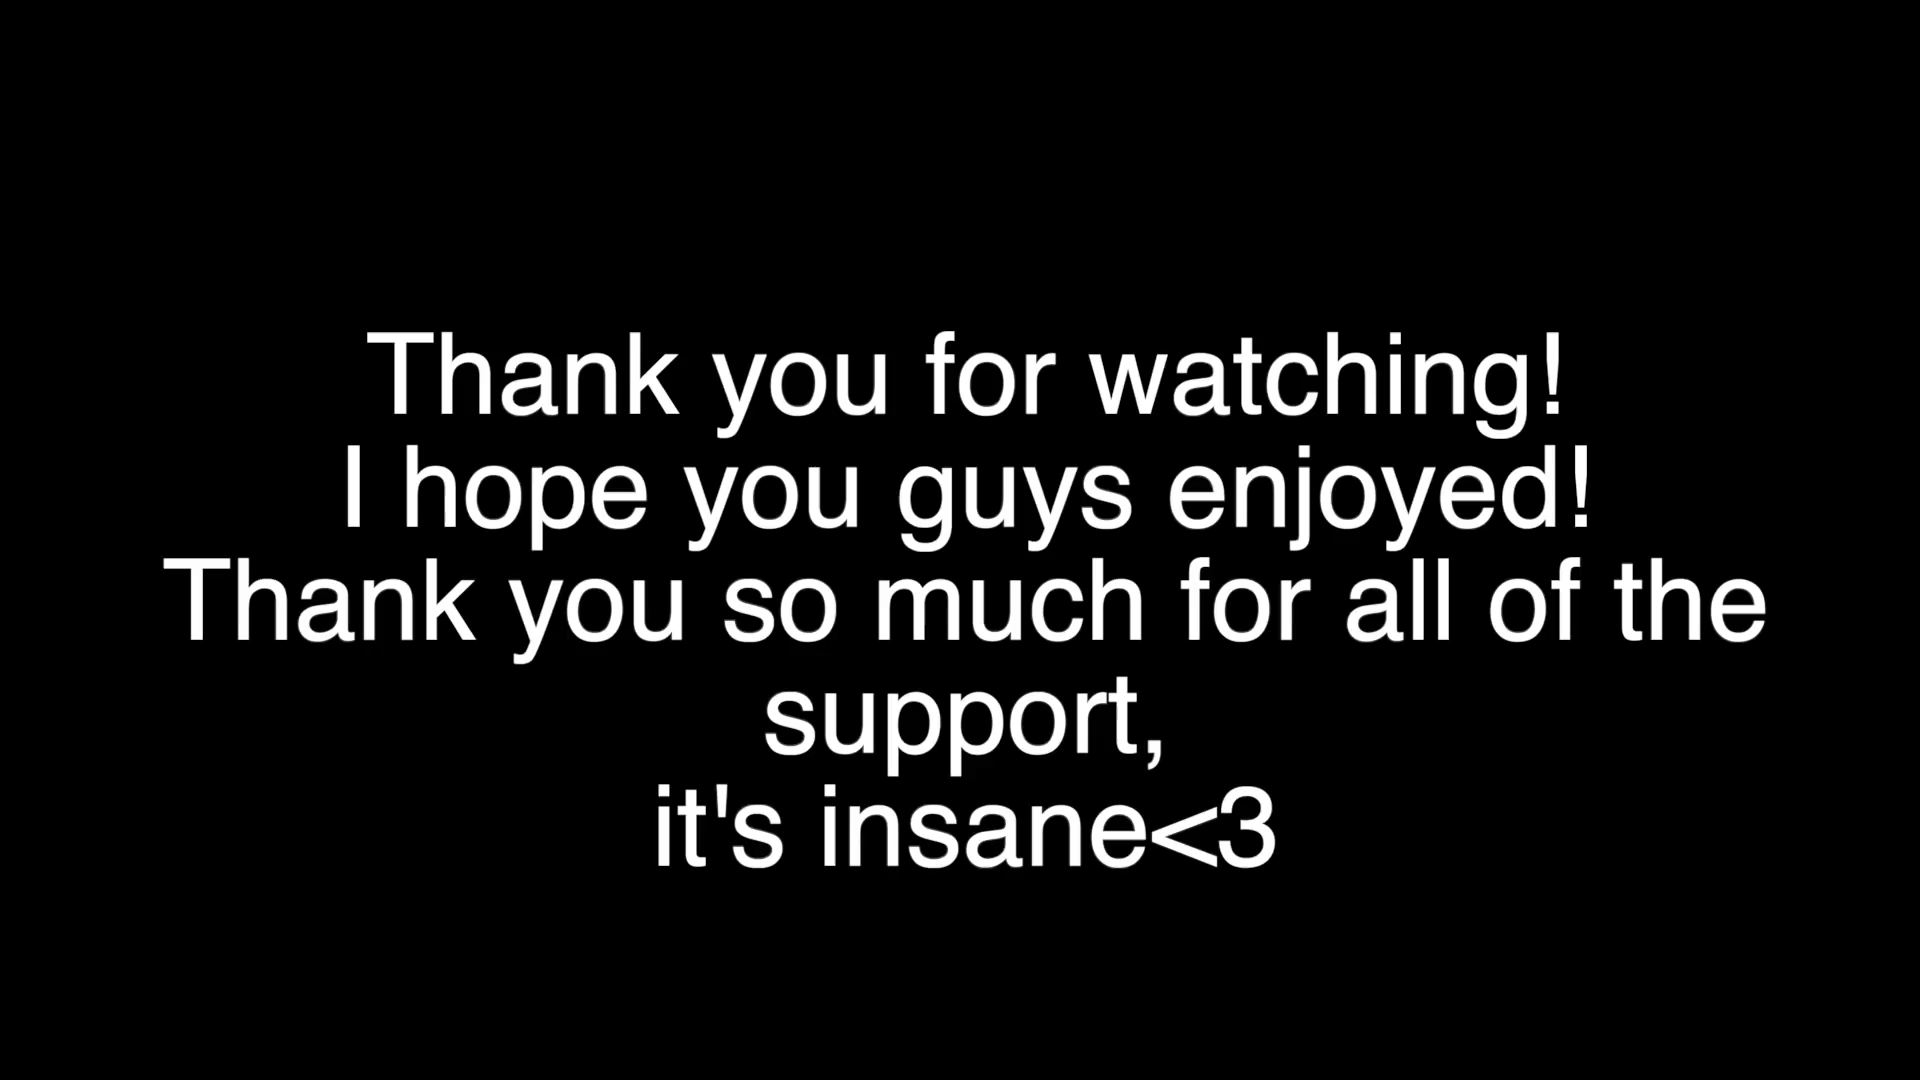 Thank you for watching!
I hope you guys enjoyed!
Thank you so much for all of the
support,
it's insane<3